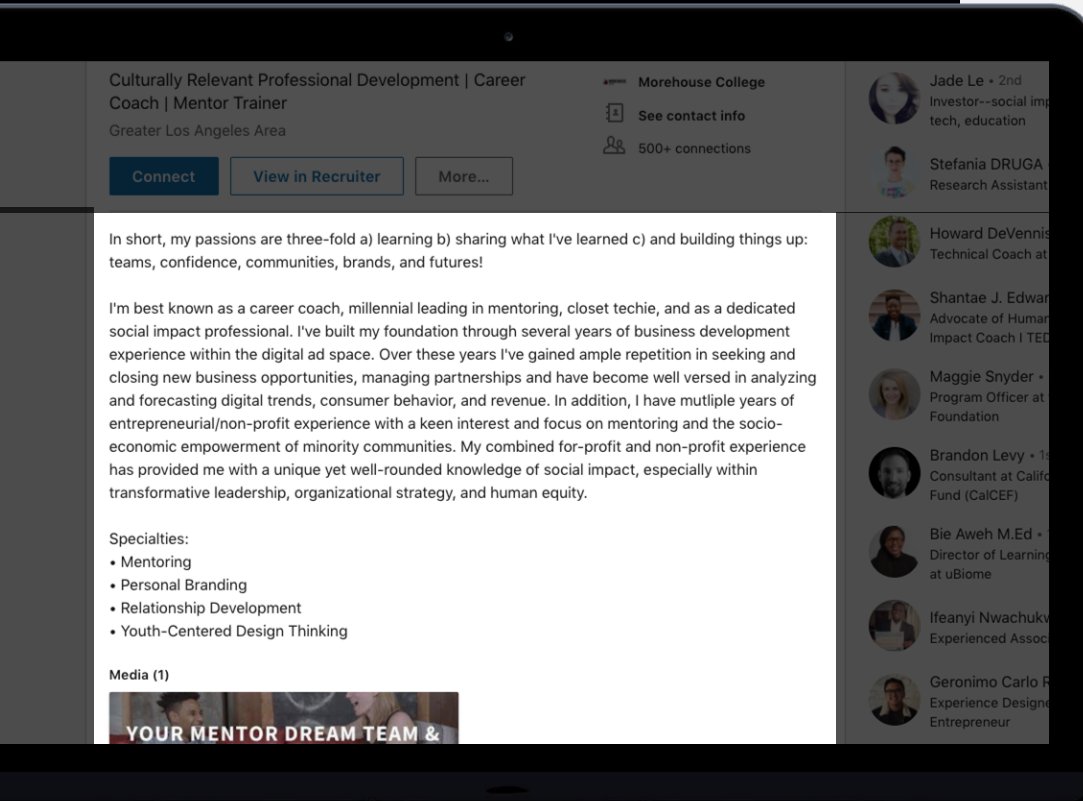 Culturally Relevant Professional Development | Career
Coach | Mentor Trainer
Greater Los Angeles Area
Connect
View in Recruiter
More...
Morehouse College
See contact info
500+ connections
In short, my passions are three-fold a) learning b) sharing what I've learned c) and building things up:
teams, confidence, communities, brands, and futures!
I'm best known as a career coach, millennial leading in mentoring, closet techie, and as a dedicated
social impact professional. I've built my foundation through several years of business development
experience within the digital ad space. Over these years I've gained ample repetition in seeking and
closing new business opportunities, managing partnerships and have become well versed in analyzing
and forecasting digital trends, consumer behavior, and revenue. In addition, I have mutliple years of
entrepreneurial/non-profit experience with a keen interest and focus on mentoring and the socio-
economic empowerment of minority communities. My combined for-profit and non-profit experience
has provided me with a unique yet well-rounded knowledge of social impact, especially within
transformative leadership, organizational strategy, and human equity.
Specialties:
• Mentoring
• Personal Branding
• Relationship Development
• Youth-Centered Design Thinking
Media (1)
YOUR MENTOR DREAM TEAM &
Jade Le • 2nd
Investor--social
tech, education
Stefania DRUGA
Research Assistant
Howard
Technical Coach at
Shantae J.
Advocate of
Impact Coach I
Maggie Snyder •
Program Officer at
Foundation
Brandon Levy •
Consultant at
Fund (CalCEF)
Bie Aweh M.Ed •
Director of Learning
at uBiome
Ifeanyi
Experienced
Geronimo Carlo
Experience
Entrepreneur